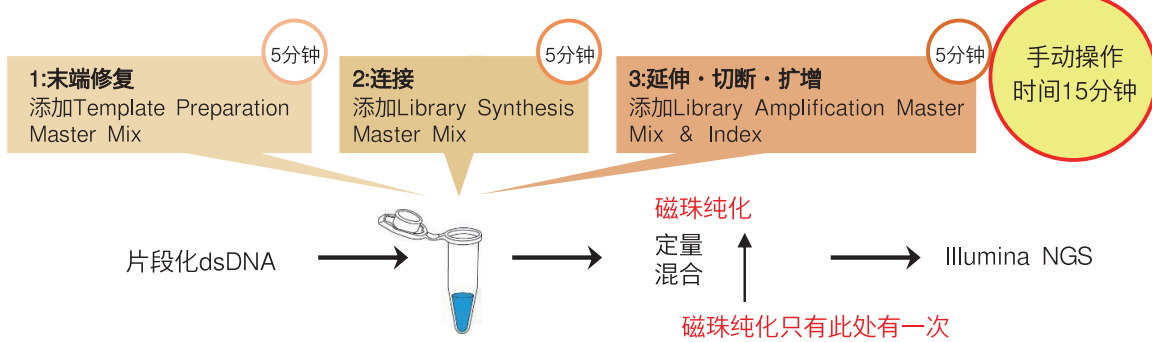 5分钟
1:末端修复
添加Template Preparation
Master Mix
5分钟
2:连接
添加Library Synthesis
Master Mix
5分钟
3:延伸·切断·扩增
添加Library Amplification Master
Mix & Index
手动操作
时间15分钟
片段化dsDNA
磁珠纯化
定量
混合
Illumina NGS
磁珠纯化只有此处有一次